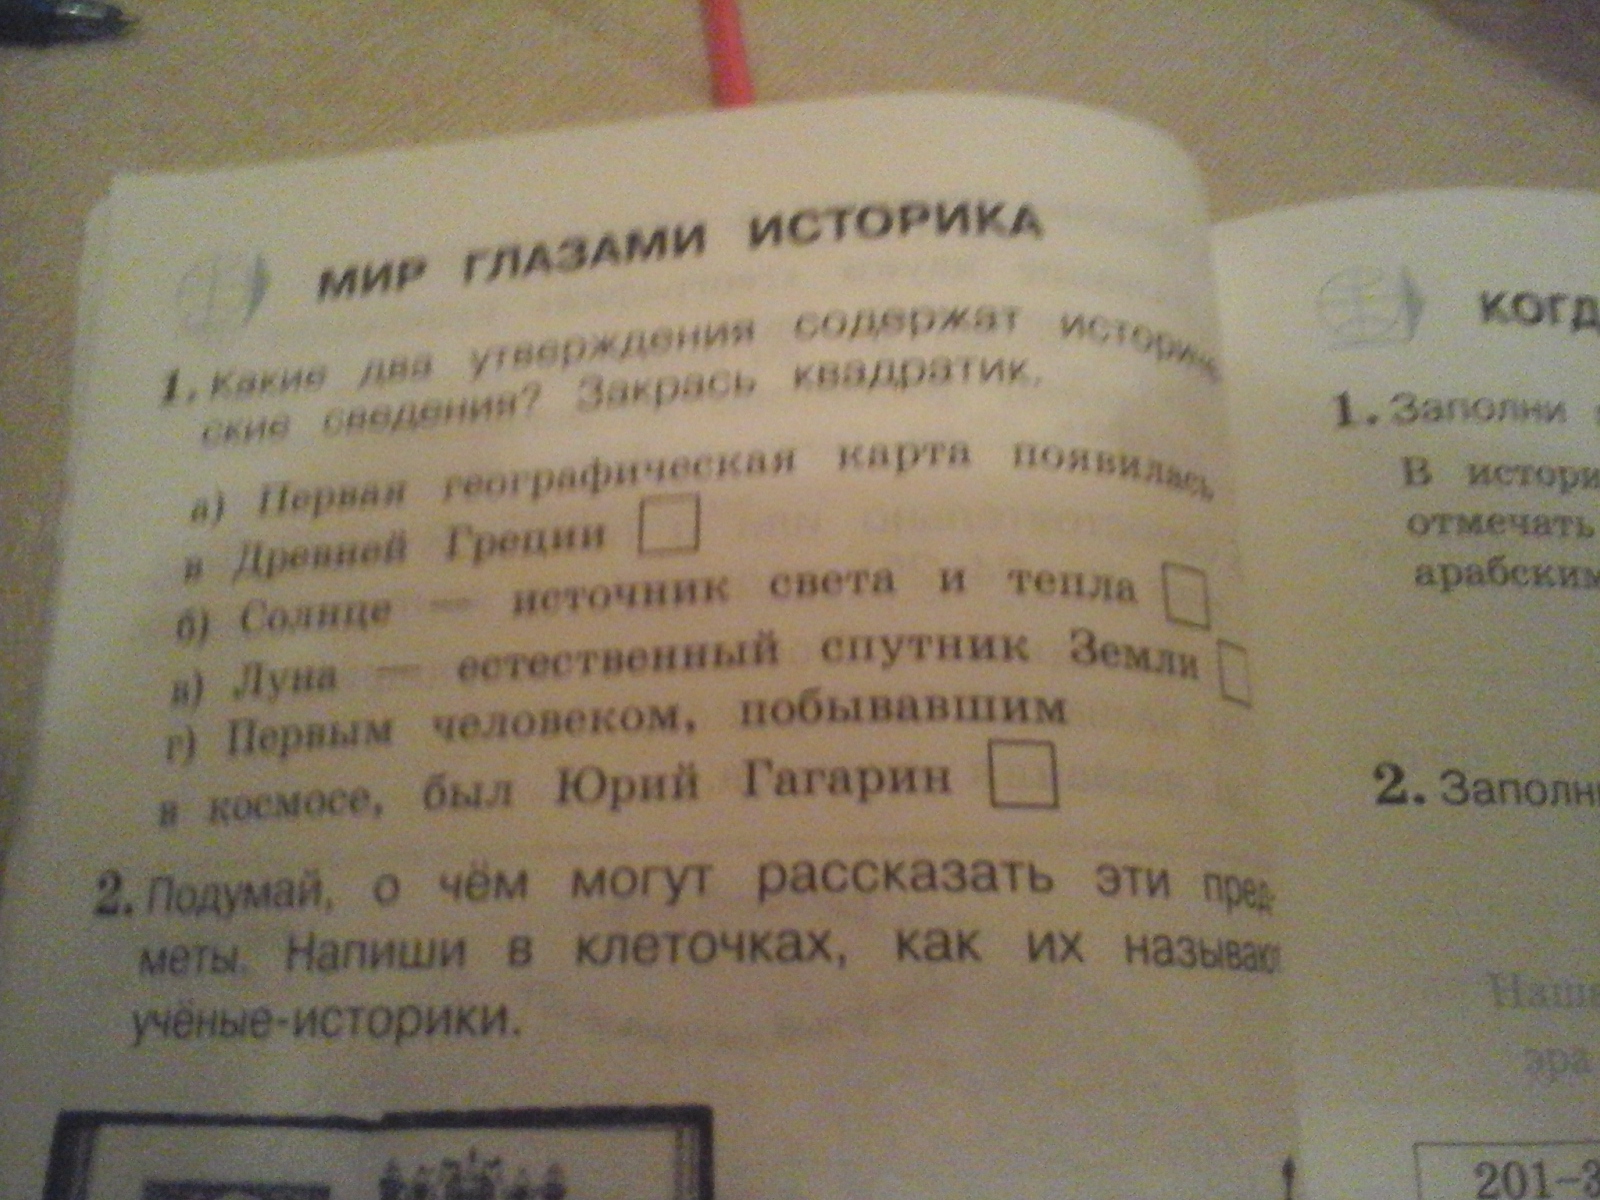 МИР ГЛАЗАМИ ИСТОРИКА
1. Какие два утверждения содержат историче-
ские сведения? Закрась квадратик.
а) Первая географическая карта появилась
в Древней Греции
б) Солнце — источник света и тепла
в) Луна — естественный спутник Земли
г) Первым человеком, побывавшим
в космосе, был Юрий Гагарин
2. Подумай, о чём могут рассказать эти пред-
меты. Напиши в клеточках, как их называют
учёные-историки.
КОГД
1. Заполни
В истори
отмечать
арабским
2. Заполни
Наше
эра
201–3